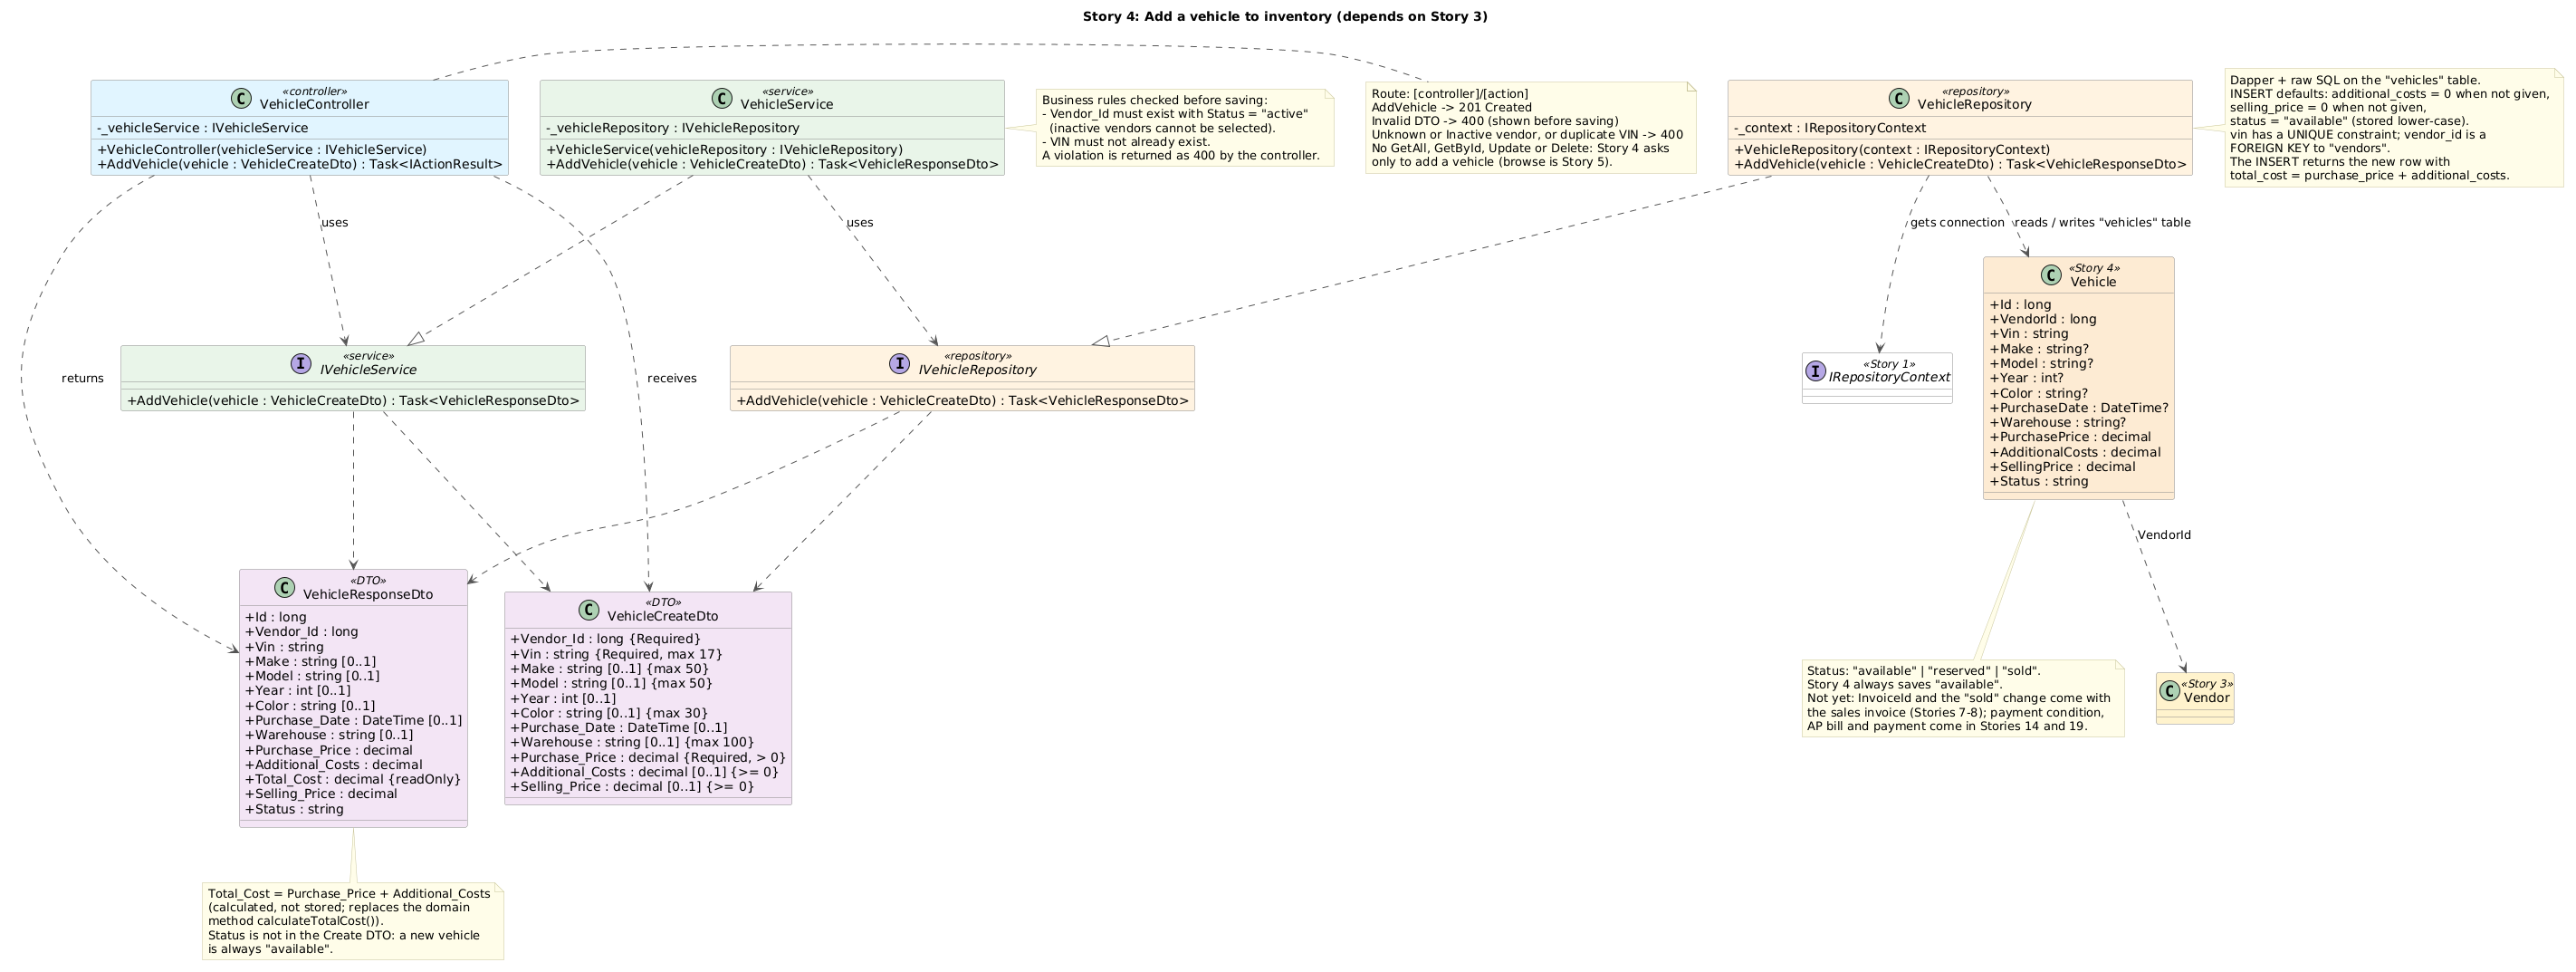 Story 4: Add a vehicle to inventory (depends on Story 3)
«controller»
C VehicleController
-_vehicleService : IVehicleService
+VehicleController(vehicleService : IVehicleService)
+AddVehicle(vehicle : VehicleCreateDto) : Task<IActionResult>
«service»
C VehicleService
-_vehicleRepository : IVehicleRepository
+VehicleService(vehicleRepository : IVehicleRepository)
+AddVehicle(vehicle : VehicleCreateDto) : Task<VehicleResponseDto>
Business rules checked before saving:
- Vendor_Id must exist with Status = "active"
(inactive vendors cannot be selected).
- VIN must not already exist.
A violation is returned as 400 by the controller.
Route: [controller]/[action]
AddVehicle -> 201 Created
Invalid DTO -> 400 (shown before saving)
Unknown or Inactive vendor, or duplicate VIN -> 400
No GetAll, GetById, Update or Delete: Story 4 asks
only to add a vehicle (browse is Story 5).
«repository»
C VehicleRepository
-_context : IRepositoryContext
+VehicleRepository(context : IRepositoryContext)
+AddVehicle(vehicle : VehicleCreateDto) : Task<VehicleResponseDto>
Dapper + raw SQL on the "vehicles" table.
INSERT defaults: additional_costs = 0 when not given,
selling_price = 0 when not given,
status = "available" (stored lower-case).
vin has a UNIQUE constraint; vendor_id is a
FOREIGN KEY to "vendors".
The INSERT returns the new row with
total_cost = purchase_price + additional_costs.
uses
uses
gets connection
reads / writes "vehicles" table
returns
receives
«service»
I IVehicleService
+AddVehicle(vehicle : VehicleCreateDto) : Task<VehicleResponseDto>
«repository»
I IVehicleRepository
+AddVehicle(vehicle : VehicleCreateDto) : Task<VehicleResponseDto>
«Story 1»
I IRepositoryContext
«Story 4»
C Vehicle
+Id : long
+VendorId : long
+Vin : string
+Make : string?
+Model : string?
+Year : int?
+Color : string?
+PurchaseDate : DateTime?
+Warehouse : string?
+PurchasePrice : decimal
+AdditionalCosts : decimal
+SellingPrice : decimal
+Status : string
VendorId
«DTO»
C VehicleResponseDto
+Id : long
+Vendor_Id : long
+Vin : string
+Make : string [0..1]
+Model : string [0..1]
+Year : int [0..1]
+Color : string [0..1]
+Purchase_Date : DateTime [0..1]
+Warehouse : string [0..1]
+Purchase_Price : decimal
+Additional_Costs : decimal
+Total_Cost : decimal {readOnly}
+Selling_Price : decimal
+Status : string
«DTO»
C VehicleCreateDto
+Vendor_Id : long {Required}
+Vin : string {Required, max 17}
+Make : string [0..1] {max 50}
+Model : string [0..1] {max 50}
+Year : int [0..1]
+Color : string [0..1] {max 30}
+Purchase_Date : DateTime [0..1]
+Warehouse : string [0..1] {max 100}
+Purchase_Price : decimal {Required, > 0}
+Additional_Costs : decimal [0..1] {>= 0}
+Selling_Price : decimal [0..1] {>= 0}
Status: "available" | "reserved" | "sold".
Story 4 always saves "available".
Not yet: InvoiceId and the "sold" change come with
the sales invoice (Stories 7-8); payment condition,
AP bill and payment come in Stories 14 and 19.
«Story 3»
C Vendor
Total_Cost = Purchase_Price + Additional_Costs
(calculated, not stored; replaces the domain
method calculateTotalCost()).
Status is not in the Create DTO: a new vehicle
is always "available".